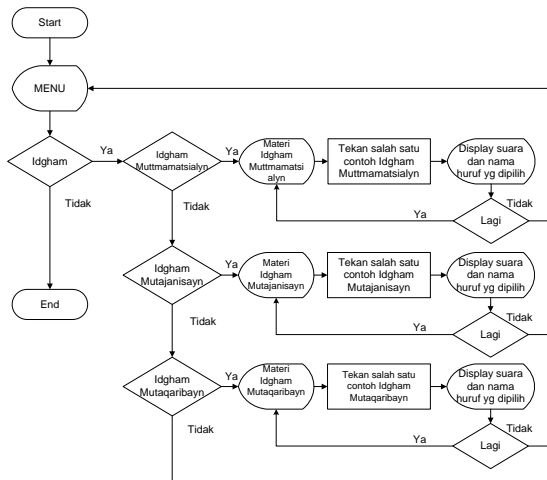 Start
MENU
Idgham
Ya
Tidak
End
Idgham
Muttmamatsialyn
Ya
Tidak
Materi
Idgham
Muttmamatsi
alyn
Tekan salah satu
contoh Idgham
Muttmamatsialyn
Display suara
dan nama
huruf yg dipilih
Lagi
Ya
Tidak
Idgham
Mutajanisayn
Ya
Tidak
Materi
Idgham
Mutajanisayn
Tekan salah satu
contoh Idgham
Mutajanisayn
Display suara
dan nama
huruf yg dipilih
Lagi
Ya
Tidak
Idgham
Mutaqaribayn
Ya
Tidak
Materi
Idgham
Mutaqaribayn
Tekan salah satu
contoh Idgham
Mutaqaribayn
Display suara
dan nama
huruf yg dipilih
Lagi
Ya
Tidak